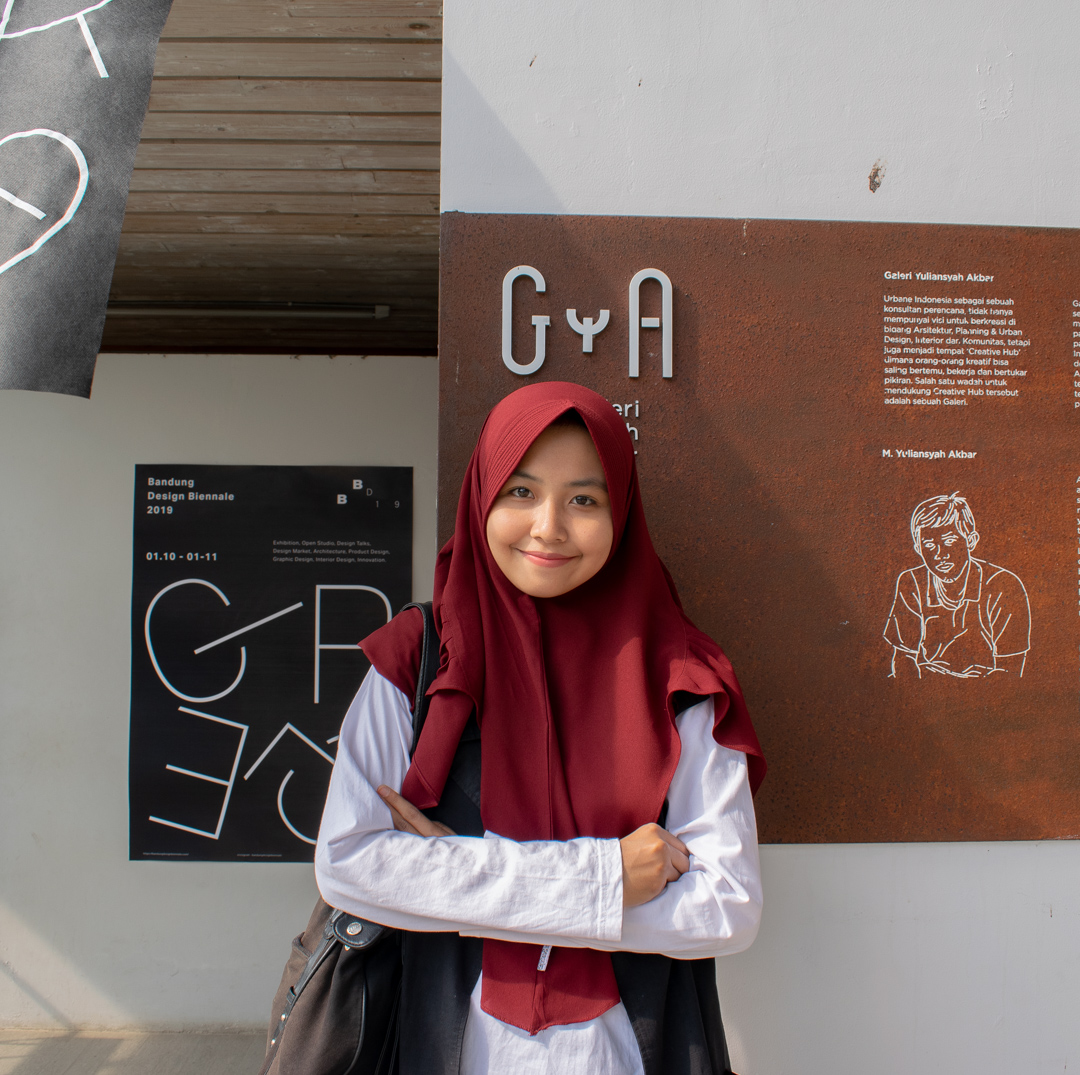 GYA
eri
h
Galeri Yuliansyah Akbar
Urbane Indonesia sebagai sebuah
konsultan perencana, tidak hanya
mempunyai visi untuk berkreasi di
bidang Arsitektur, Planning & Urban
Design, Interior dan Komunitas, tetapi
juga menjadi tempat 'Creative Hub'
dimana orang-orang kreatif bisa
saling bertemu, bekerja dan bertukar
pikiran. Salah satu wadah untuk
mendukung Creative Hub tersebut
adalah sebuah Galeri.
M. Yuliansyah Akbar
Bandung
Design Biennale
2019
B D
B 1 9
01.10 - 01-11
Exhibition, Open Studio, Design Talks,
Design Market, Architecture, Product Design,
Graphic Design, Interior Design, Innovation.